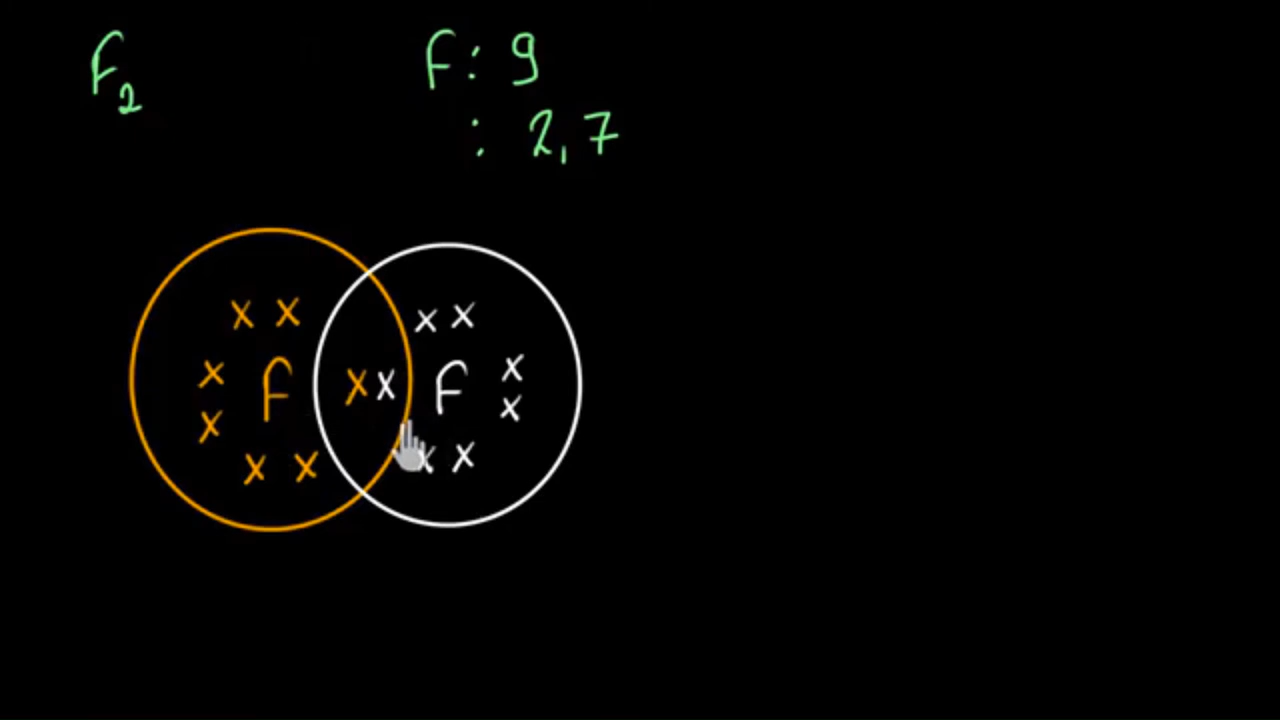 F₂
F: 9
: 2,7
x x
x x
x F x x F x
x x
x x x x